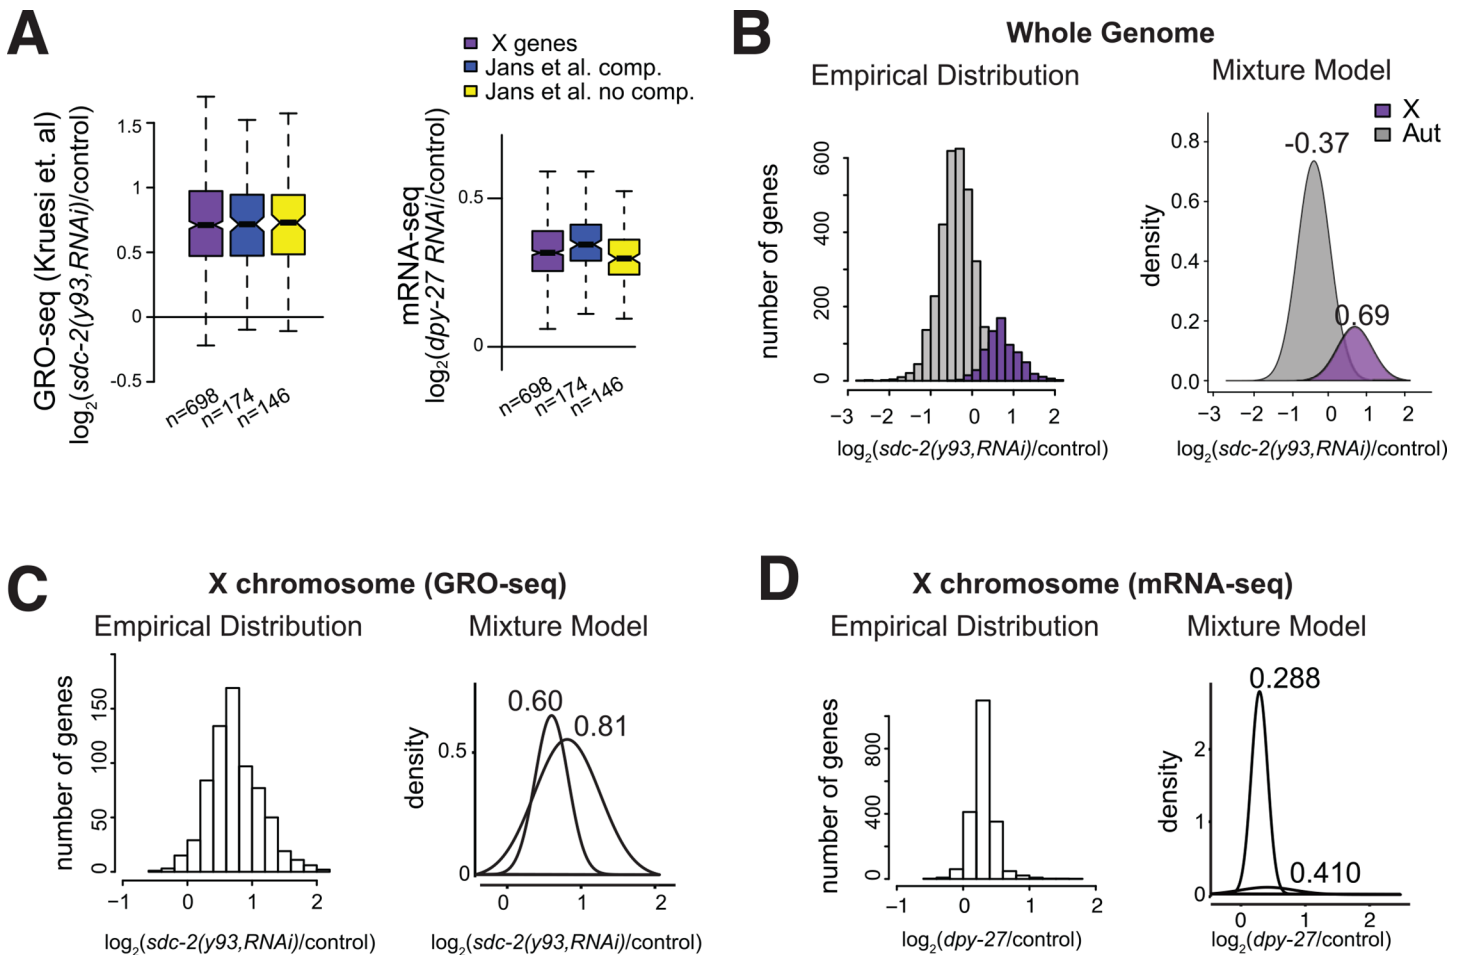 A
X genes
Jans et al. comp.
Jans et al. no comp.
GRO-seq (Kruesi et. al)
log2(sdc-2(y93,RNAi)/control)
1.5
1
0.5
0
-0.5
n=698
n=174
n=146
mRNA-seq
log2(dpy-27 RNAi/control)
0.5
0
n=698
n=174
n=146
B
Whole Genome
Empirical Distribution
number of genes
600
400
200
0
−3 −2 −1 0 1 2
log2(sdc-2(y93,RNAi)/control)
Mixture Model
X
Aut
-0.37
0.69
density
0.8
0.6
0.4
0.2
0.0
−3 −2 −1 0 1 2
log2(sdc-2(y93,RNAi)/control)
C
X chromosome (GRO-seq)
Empirical Distribution
number of genes
150
100
50
0
−1 0 1 2
log2(sdc-2(y93,RNAi)/control)
Mixture Model
0.60
0.81
density
0.5
0
0 1 2
log2(sdc-2(y93,RNAi)/control)
D
X chromosome (mRNA-seq)
Empirical Distribution
number of genes
800
400
0
−1 0 1 2
log2(dpy-27/control)
Mixture Model
0.288
0.410
density
2
1
0
0 1 2
log2(dpy-27/control)